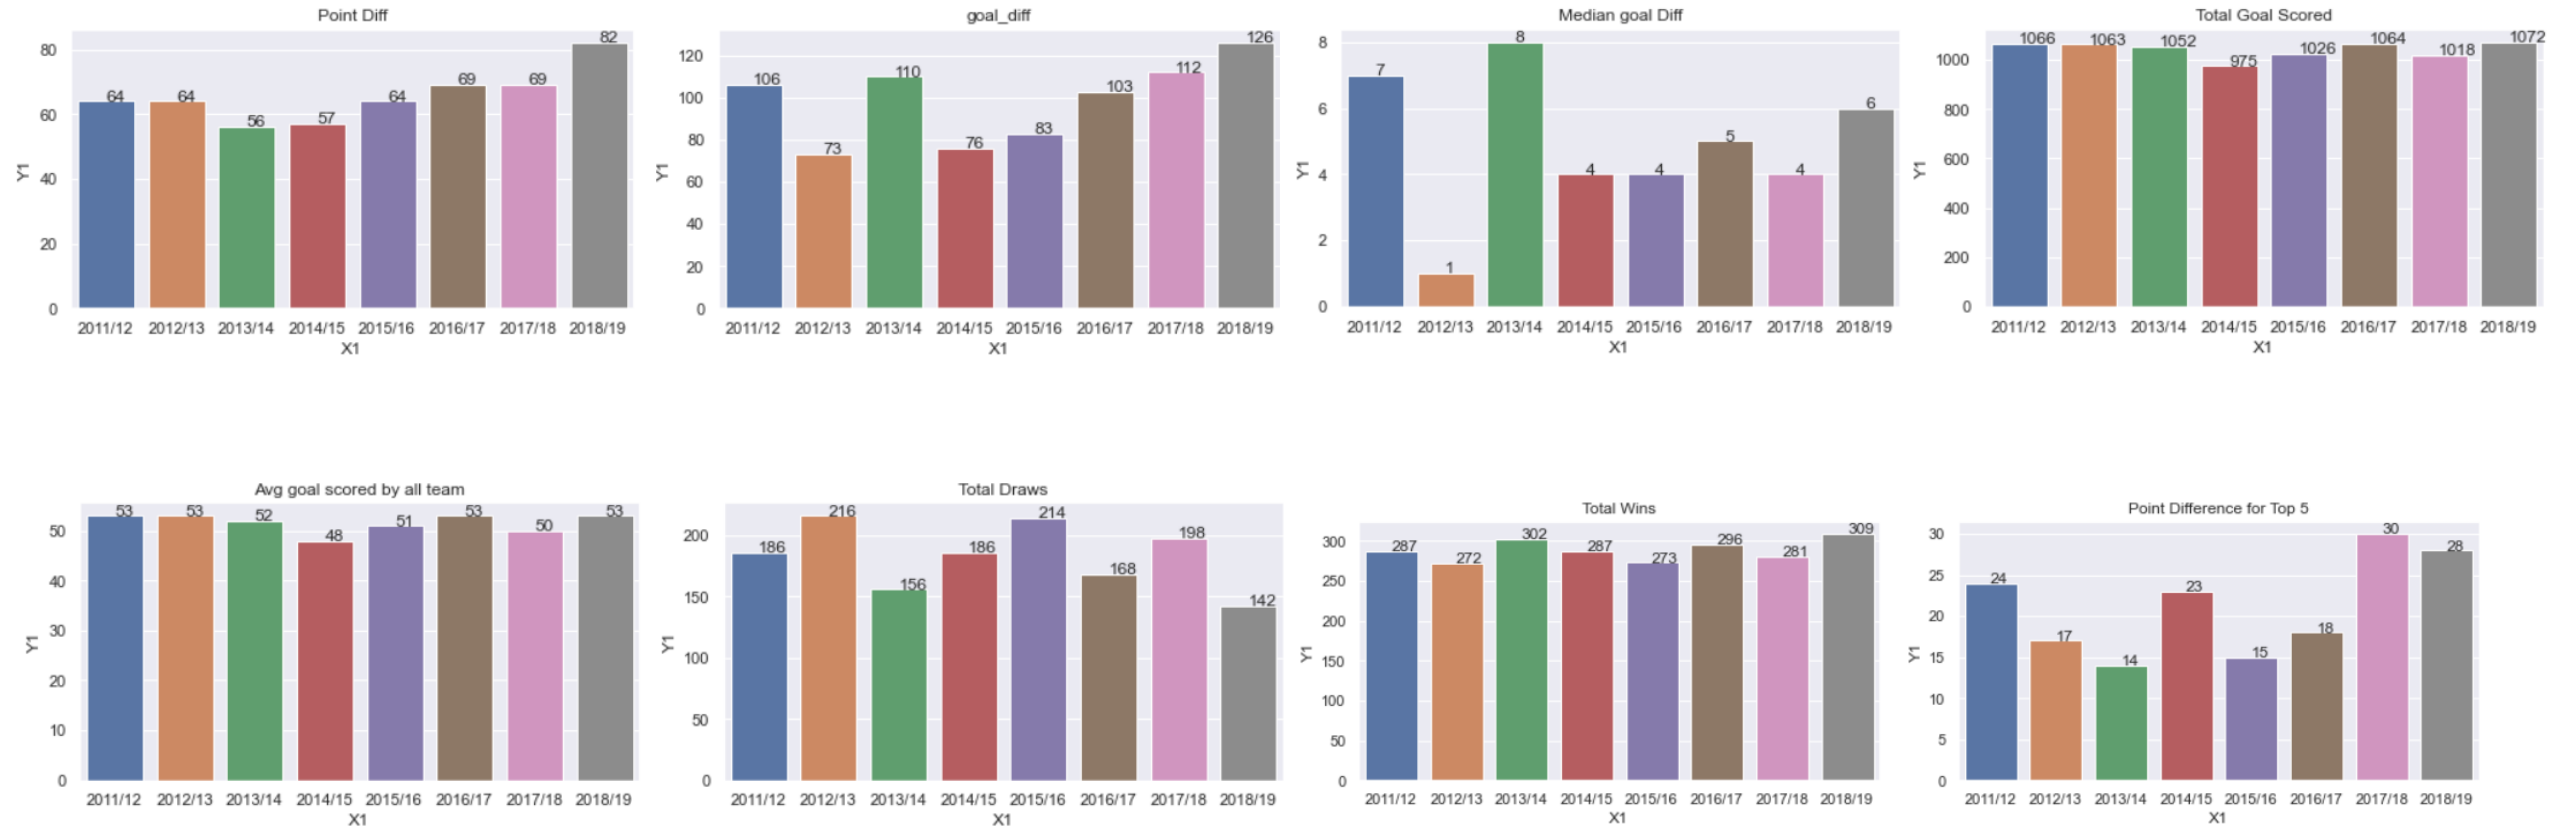 Point Diff
80
60
40
20
0
Y1
64 64 56 57 64 69 69 82
2011/12 2012/13 2013/14 2014/15 2015/16 2016/17 2017/18 2018/19
X1
goal_diff
120
100
80
60
40
20
0
Y1
106 73 110 76 83 103 112 126
2011/12 2012/13 2013/14 2014/15 2015/16 2016/17 2017/18 2018/19
X1
Median goal Diff
8
6
4
2
0
Y1
7 1 8 4 4 5 4 6
2011/12 2012/13 2013/14 2014/15 2015/16 2016/17 2017/18 2018/19
X1
Total Goal Scored
1000
800
600
400
200
0
Y1
1066 1063 1052 975 1026 1064 1018 1072
2011/12 2012/13 2013/14 2014/15 2015/16 2016/17 2017/18 2018/19
X1
Avg goal scored by all team
50
40
30
20
10
0
Y1
53 53 52 48 51 53 50 53
2011/12 2012/13 2013/14 2014/15 2015/16 2016/17 2017/18 2018/19
X1
Total Draws
200
150
100
50
0
Y1
186 216 156 186 214 168 198 142
2011/12 2012/13 2013/14 2014/15 2015/16 2016/17 2017/18 2018/19
X1
Total Wins
300
250
200
150
100
50
0
Y1
287 272 302 287 273 296 281 309
2011/12 2012/13 2013/14 2014/15 2015/16 2016/17 2017/18 2018/19
X1
Point Difference for Top 5
30
25
20
15
10
5
0
Y1
24 17 14 23 15 18 30 28
2011/12 2012/13 2013/14 2014/15 2015/16 2016/17 2017/18 2018/19
X1